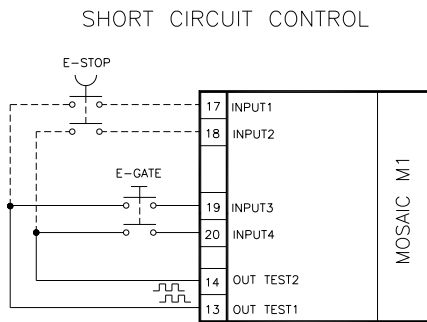 SHORT CIRCUIT CONTROL
E-STOP
17 INPUT1
18 INPUT2
E-GATE
19 INPUT3
20 INPUT4
14 OUT TEST2
13 OUT TEST1
MOSAIC M1